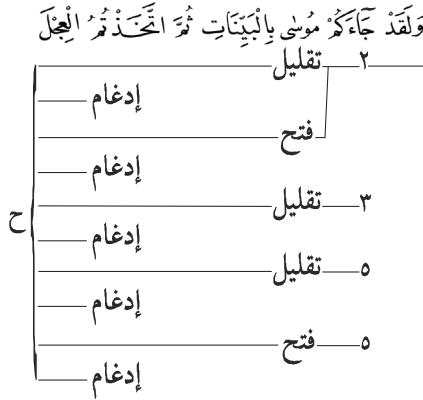 وَلَقَدْ جَاءَكُمْ مُوسَى بِالْبَيِّنَاتِ ثُمَّ اتَّخَذْتُمُ الْعِجْلَ
٢ تقليل
إدغام
فتح
إدغام
٣ تقليل
ح
إدغام
٥ تقليل
إدغام
٥ فتح
إدغام